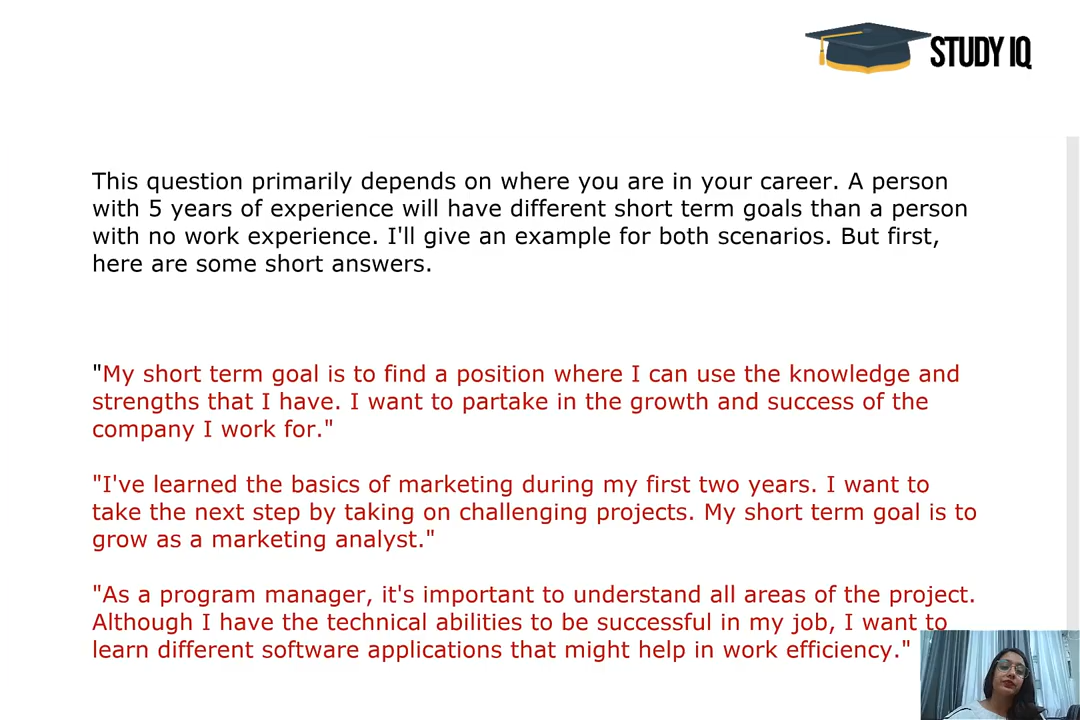 STUDY IQ
This question primarily depends on where you are in your career. A person
with 5 years of experience will have different short term goals than a person
with no work experience. I'll give an example for both scenarios. But first,
here are some short answers.
"My short term goal is to find a position where I can use the knowledge and
strengths that I have. I want to partake in the growth and success of the
company I work for."
"I've learned the basics of marketing during my first two years. I want to
take the next step by taking on challenging projects. My short term goal is to
grow as a marketing analyst."
"As a program manager, it's important to understand all areas of the project.
Although I have the technical abilities to be successful in my job, I want to
learn different software applications that might help in work efficiency."